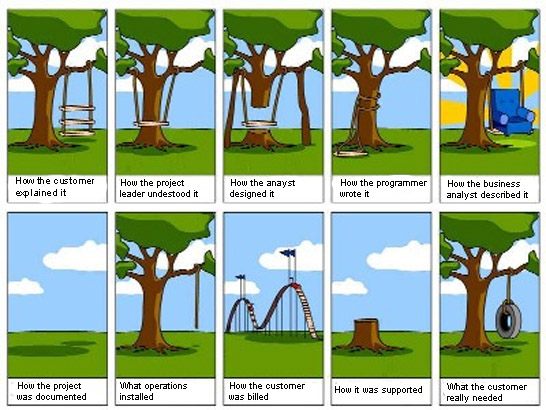 How the customer
explained it
How the project
leader undestood it
How the anayst
designed it
How the programmer
wrote it
How the business
analyst described it
How the project
was documented
What operations
installed
How the customer
was billed
How it was supported
What the customer
really needed